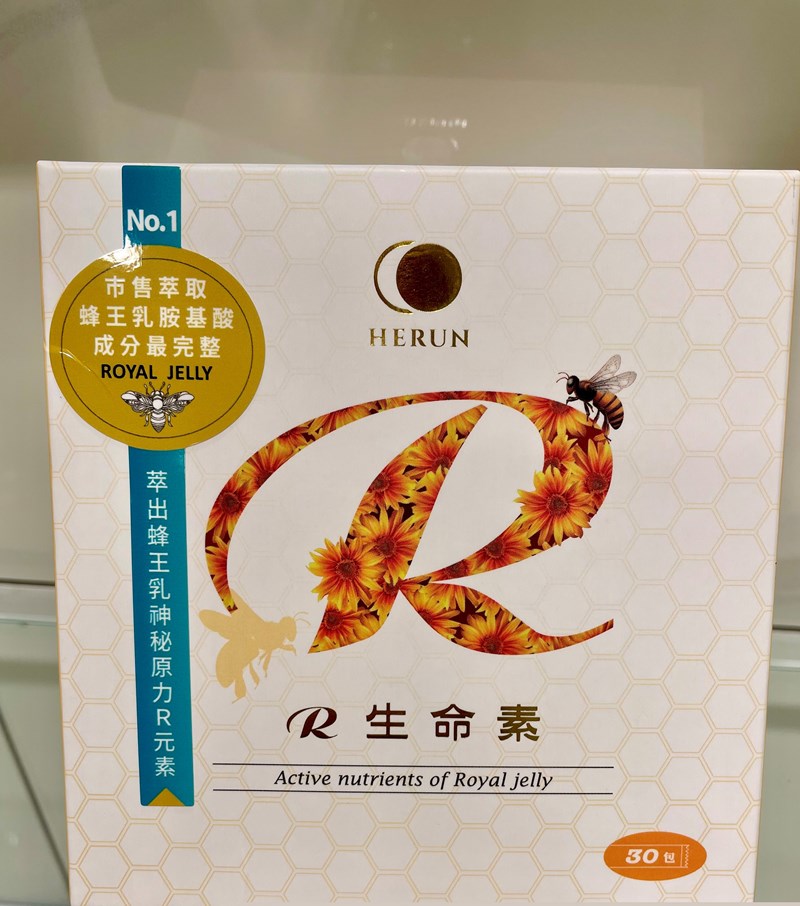 No.1
市售萃取
蜂王乳胺基酸
成分最完整
ROYAL JELLY
萃出蜂王乳神秘原力R元素
HERUN
R
R 生命素
Active nutrients of Royal jelly
30 包